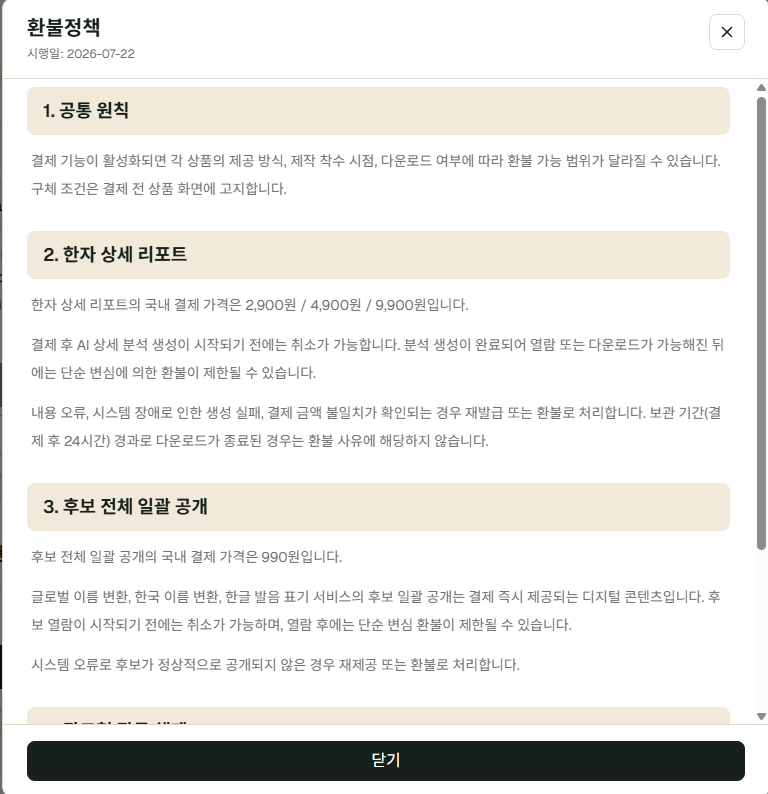 환불정책
시행일: 2026-07-22
1. 공통 원칙
결제 기능이 활성화되면 각 상품의 제공 방식, 제작 착수 시점, 다운로드 여부에 따라 환불 가능 범위가 달라질 수 있습니다.
구체 조건은 결제 전 상품 화면에 고지합니다.
2. 한자 상세 리포트
한자 상세 리포트의 국내 결제 가격은 2,900원 / 4,900원 / 9,900원입니다.
결제 후 AI 상세 분석 생성이 시작되기 전에는 취소가 가능합니다. 분석 생성이 완료되어 열람 또는 다운로드가 가능해진 뒤
에는 단순 변심에 의한 환불이 제한될 수 있습니다.
내용 오류, 시스템 장애로 인한 생성 실패, 결제 금액 불일치가 확인되는 경우 재발급 또는 환불로 처리합니다. 보관 기간(결
제 후 24시간) 경과로 다운로드가 종료된 경우는 환불 사유에 해당하지 않습니다.
3. 후보 전체 일괄 공개
후보 전체 일괄 공개의 국내 결제 가격은 990원입니다.
글로벌 이름 변환, 한국 이름 변환, 한글 발음 표기 서비스의 후보 일괄 공개는 결제 즉시 제공되는 디지털 콘텐츠입니다. 후
보 열람이 시작되기 전에는 취소가 가능하며, 열람 후에는 단순 변심 환불이 제한될 수 있습니다.
시스템 오류로 후보가 정상적으로 공개되지 않은 경우 재제공 또는 환불로 처리합니다.
닫기